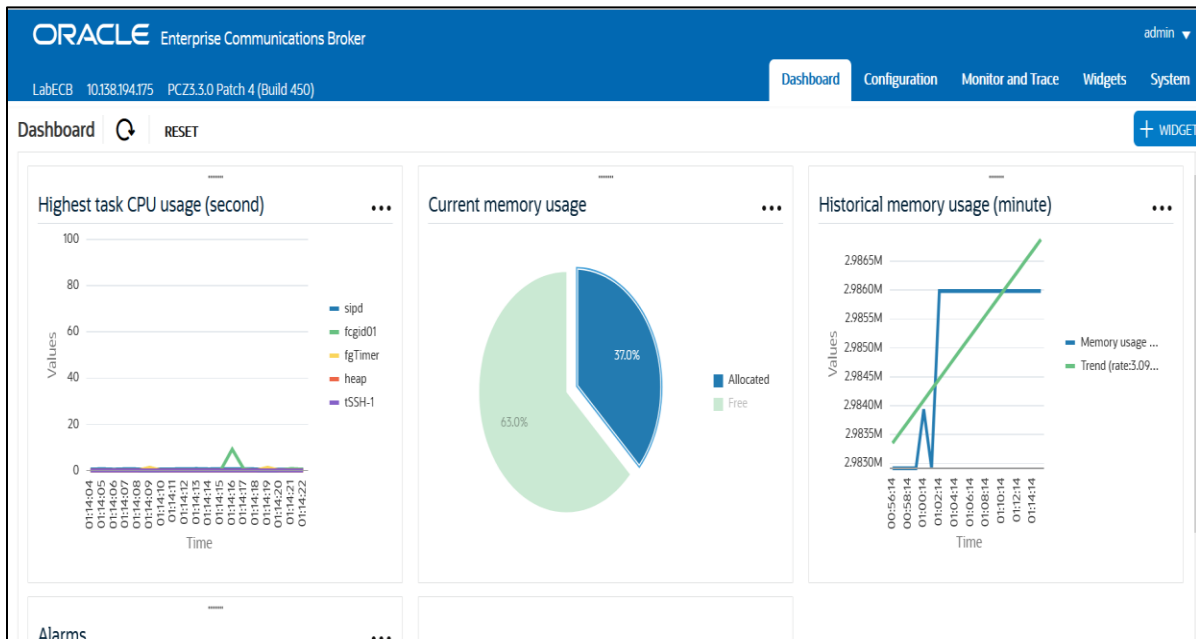 ORACLE Enterprise Communications Broker
admin
LabECB 10.138.194.175 PCZ3.3.0 Patch 4 (Build 450)
Dashboard Configuration Monitor and Trace Widgets System
Dashboard RESET
+ WIDGET
Highest task CPU usage (second)
100
80
60
40
20
0
Values
01:14:04
01:14:05
01:14:06
01:14:07
01:14:08
01:14:09
01:14:10
01:14:11
01:14:12
01:14:13
01:14:14
01:14:15
01:14:16
01:14:17
01:14:18
01:14:19
01:14:20
01:14:21
01:14:22
Time
sipd
fcgid01
fgTimer
heap
tSSH-1
Current memory usage
37.0%
63.0%
Allocated
Free
Historical memory usage (minute)
2.9865M
2.9860M
2.9855M
2.9850M
2.9845M
2.9840M
2.9835M
2.9830M
Values
00:56:14
00:58:14
01:00:14
01:02:14
01:04:14
01:06:14
01:08:14
01:10:14
01:12:14
01:14:14
Time
Memory usage ...
Trend (rate:3.09...
Alarms